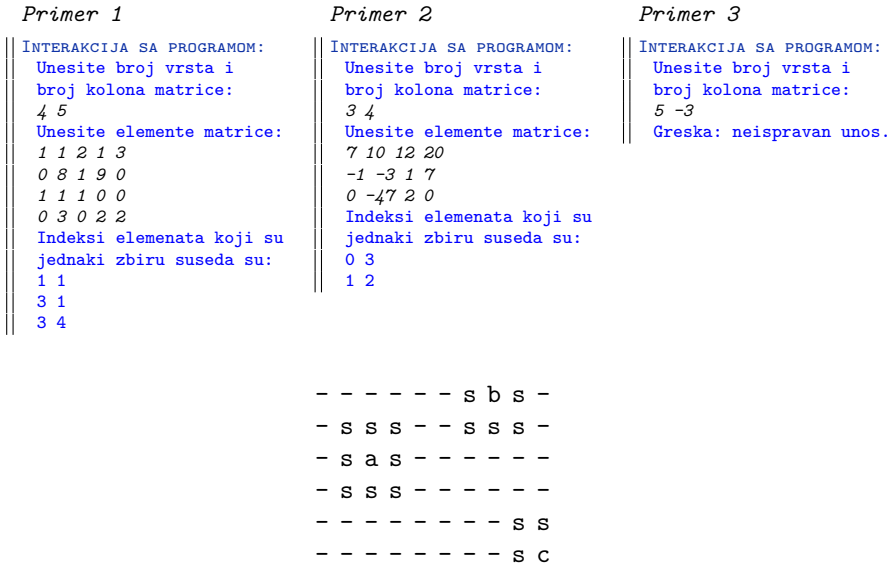 Primer 1
INTERAKCIJA SA PROGRAMOM:
Unesite broj vrsta i
broj kolona matrice:
4 5
Unesite elemente matrice:
1 1 2 1 3
0 8 1 9 0
1 1 1 0 0
0 3 0 2 2
Indeksi elemenata koji su
jednaki zbiru suseda su:
1 1
3 1
3 4
Primer 2
INTERAKCIJA SA PROGRAMOM:
Unesite broj vrsta i
broj kolona matrice:
3 4
Unesite elemente matrice:
7 10 12 20
-1 -3 1 7
0 -47 2 0
Indeksi elemenata koji su
jednaki zbiru suseda su:
0 3
1 2
Primer 3
INTERAKCIJA SA PROGRAMOM:
Unesite broj vrsta i
broj kolona matrice:
5 -3
Greska: neispravan unos.
- - - - - - s b s -
- s s s - - s s s -
- s a s - - - - - -
- s s s - - - - - -
- - - - - - - - s s
- - - - - - - - s c